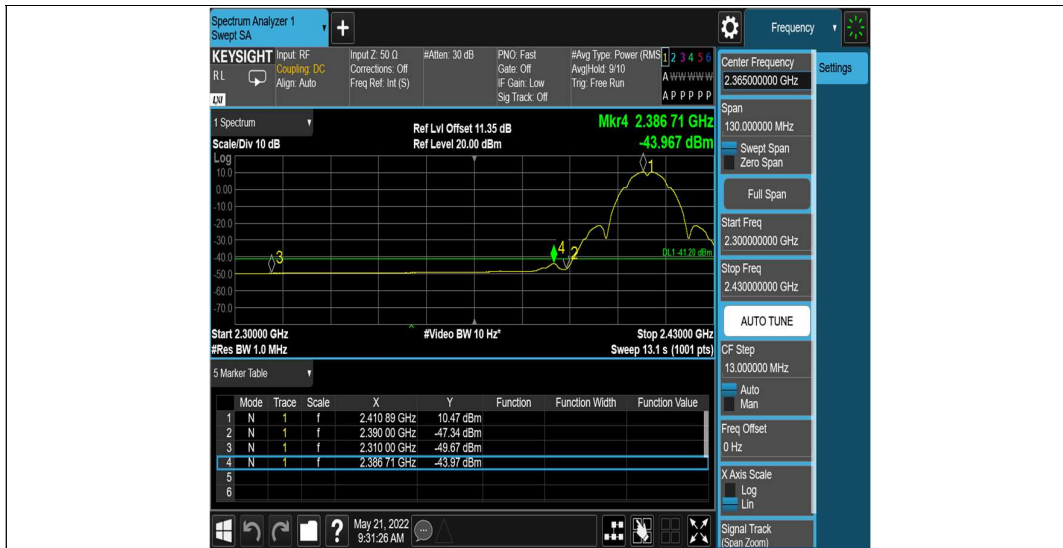 Spectrum Analyzer 1
Swept SA
+
Frequency
KEYSIGHT
RL
LXI
Input: RF
Coupling: DC
Align: Auto
Input Z: 50 Ω
Corrections: Off
Freq Ref: Int (S)
#Atten: 30 dB
PNO: Fast
Gate: Off
IF Gain: Low
Sig Track: Off
#Avg Type: Power (RMS
Avg|Hold: 9/10
Trig: Free Run
1 2 3 4 5 6
A W W W W W
A P P P P P
1 Spectrum
Scale/Div 10 dB
Ref Lvl Offset 11.35 dB
Ref Level 20.00 dBm
Mkr4 2.386 71 GHz
-43.967 dBm
Log
10.0
0.00
-10.0
-20.0
-30.0
-40.0
-50.0
-60.0
-70.0
1
3
4
2
DL1 -41.20 dBm
Start 2.30000 GHz
#Res BW 1.0 MHz
#Video BW 10 Hz*
Stop 2.43000 GHz
Sweep 13.1 s (1001 pts)
5 Marker Table
Mode Trace Scale X Y Function Function Width Function Value
1 N 1 f 2.410 89 GHz 10.47 dBm
2 N 1 f 2.390 00 GHz -47.34 dBm
3 N 1 f 2.310 00 GHz -49.67 dBm
4 N 1 f 2.386 71 GHz -43.97 dBm
5
6
?
May 21, 2022
9:31:26 AM
Center Frequency
2.365000000 GHz
Settings
Span
130.000000 MHz
Swept Span
Zero Span
Full Span
Start Freq
2.300000000 GHz
Stop Freq
2.430000000 GHz
AUTO TUNE
CF Step
13.000000 MHz
Auto
Man
Freq Offset
0 Hz
X Axis Scale
Log
Lin
Signal Track
(Span Zoom)